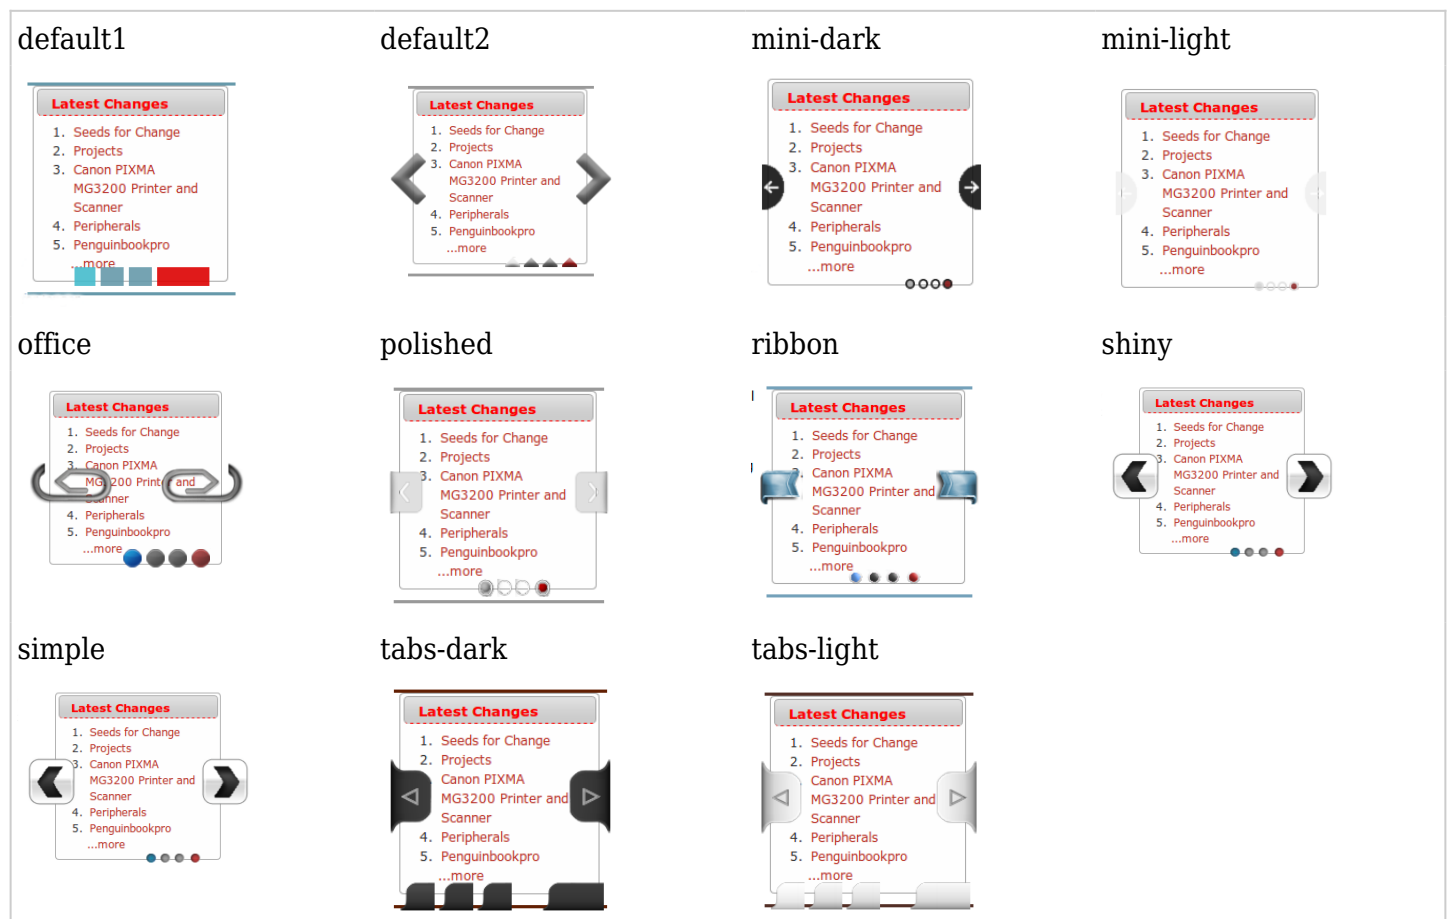 default1
default2
mini-dark
mini-light
Latest Changes
1. Seeds for Change
2. Projects
3. Canon PIXMA
MG3200 Printer and
Scanner
4. Peripherals
5. Penguinbookpro
...more
Latest Changes
1. Seeds for Change
2. Projects
3. Canon PIXMA
MG3200 Printer and
Scanner
4. Peripherals
5. Penguinbookpro
...more
Latest Changes
1. Seeds for Change
2. Projects
3. Canon PIXMA
MG3200 Printer and
Scanner
4. Peripherals
5. Penguinbookpro
...more
Latest Changes
1. Seeds for Change
2. Projects
3. Canon PIXMA
MG3200 Printer and
Scanner
4. Peripherals
5. Penguinbookpro
...more
office
polished
ribbon
shiny
Latest Changes
1. Seeds for Change
2. Projects
3. Canon PIXMA
MG3200 Printer and
Scanner
4. Peripherals
5. Penguinbookpro
...more
Latest Changes
1. Seeds for Change
2. Projects
3. Canon PIXMA
MG3200 Printer and
Scanner
4. Peripherals
5. Penguinbookpro
...more
Latest Changes
1. Seeds for Change
2. Projects
3. Canon PIXMA
MG3200 Printer and
Scanner
4. Peripherals
5. Penguinbookpro
...more
Latest Changes
1. Seeds for Change
2. Projects
3. Canon PIXMA
MG3200 Printer and
Scanner
4. Peripherals
5. Penguinbookpro
...more
simple
tabs-dark
tabs-light
Latest Changes
1. Seeds for Change
2. Projects
3. Canon PIXMA
MG3200 Printer and
Scanner
4. Peripherals
5. Penguinbookpro
...more
Latest Changes
1. Seeds for Change
2. Projects
Canon PIXMA
MG3200 Printer and
Scanner
4. Peripherals
5. Penguinbookpro
...more
Latest Changes
1. Seeds for Change
2. Projects
Canon PIXMA
MG3200 Printer and
Scanner
4. Peripherals
5. Penguinbookpro
...more